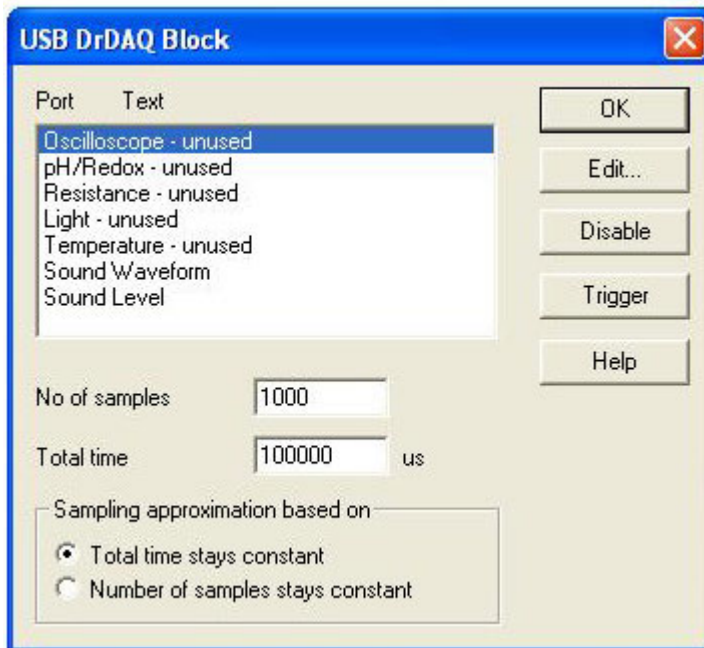 USB DrDAQ Block
Port Text
Oscilloscope - unused
pH/Redox - unused
Resistance - unused
Light - unused
Temperature - unused
Sound Waveform
Sound Level
OK
Edit...
Disable
Trigger
Help
No of samples 1000
Total time 100000 us
Sampling approximation based on
Total time stays constant
Number of samples stays constant